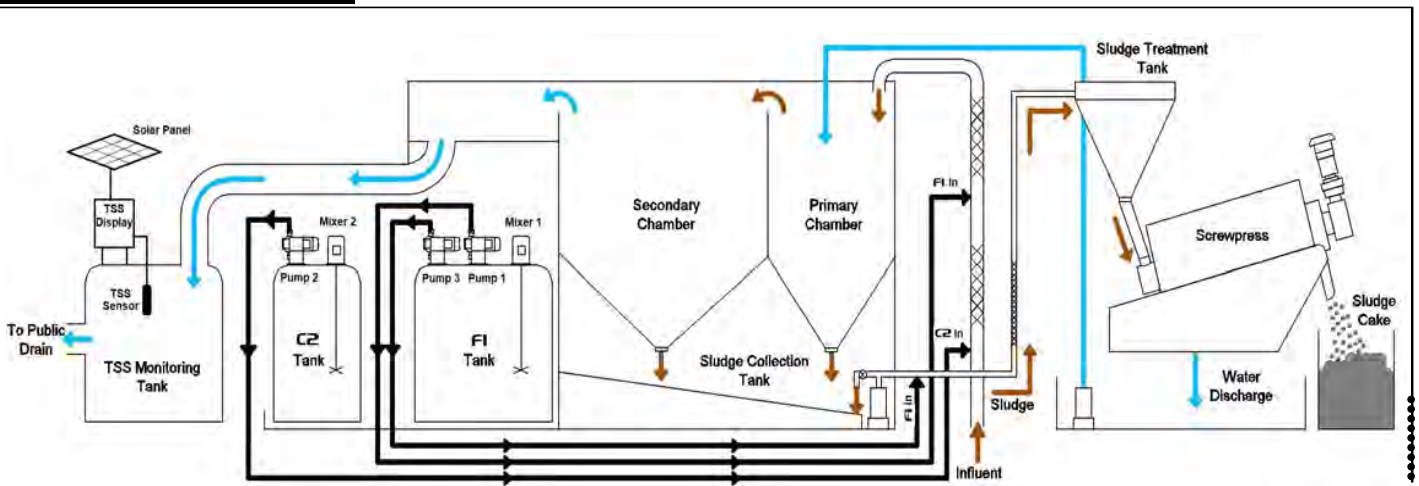 Sludge Treatment
Tank
Solar Panel
TSS
Display
Mixer 2
Mixer 1
F1 In
Secondary
Chamber
Primary
Chamber
Screwpress
Pump 2
Pump 3
Pump 1
TSS
Sensor
To Public
Drain
TSS Monitoring
Tank
C2
Tank
F1
Tank
C2 In
Sludge Collection
Tank
F1 in
Sludge
Influent
Water
Discharge
Sludge
Cake